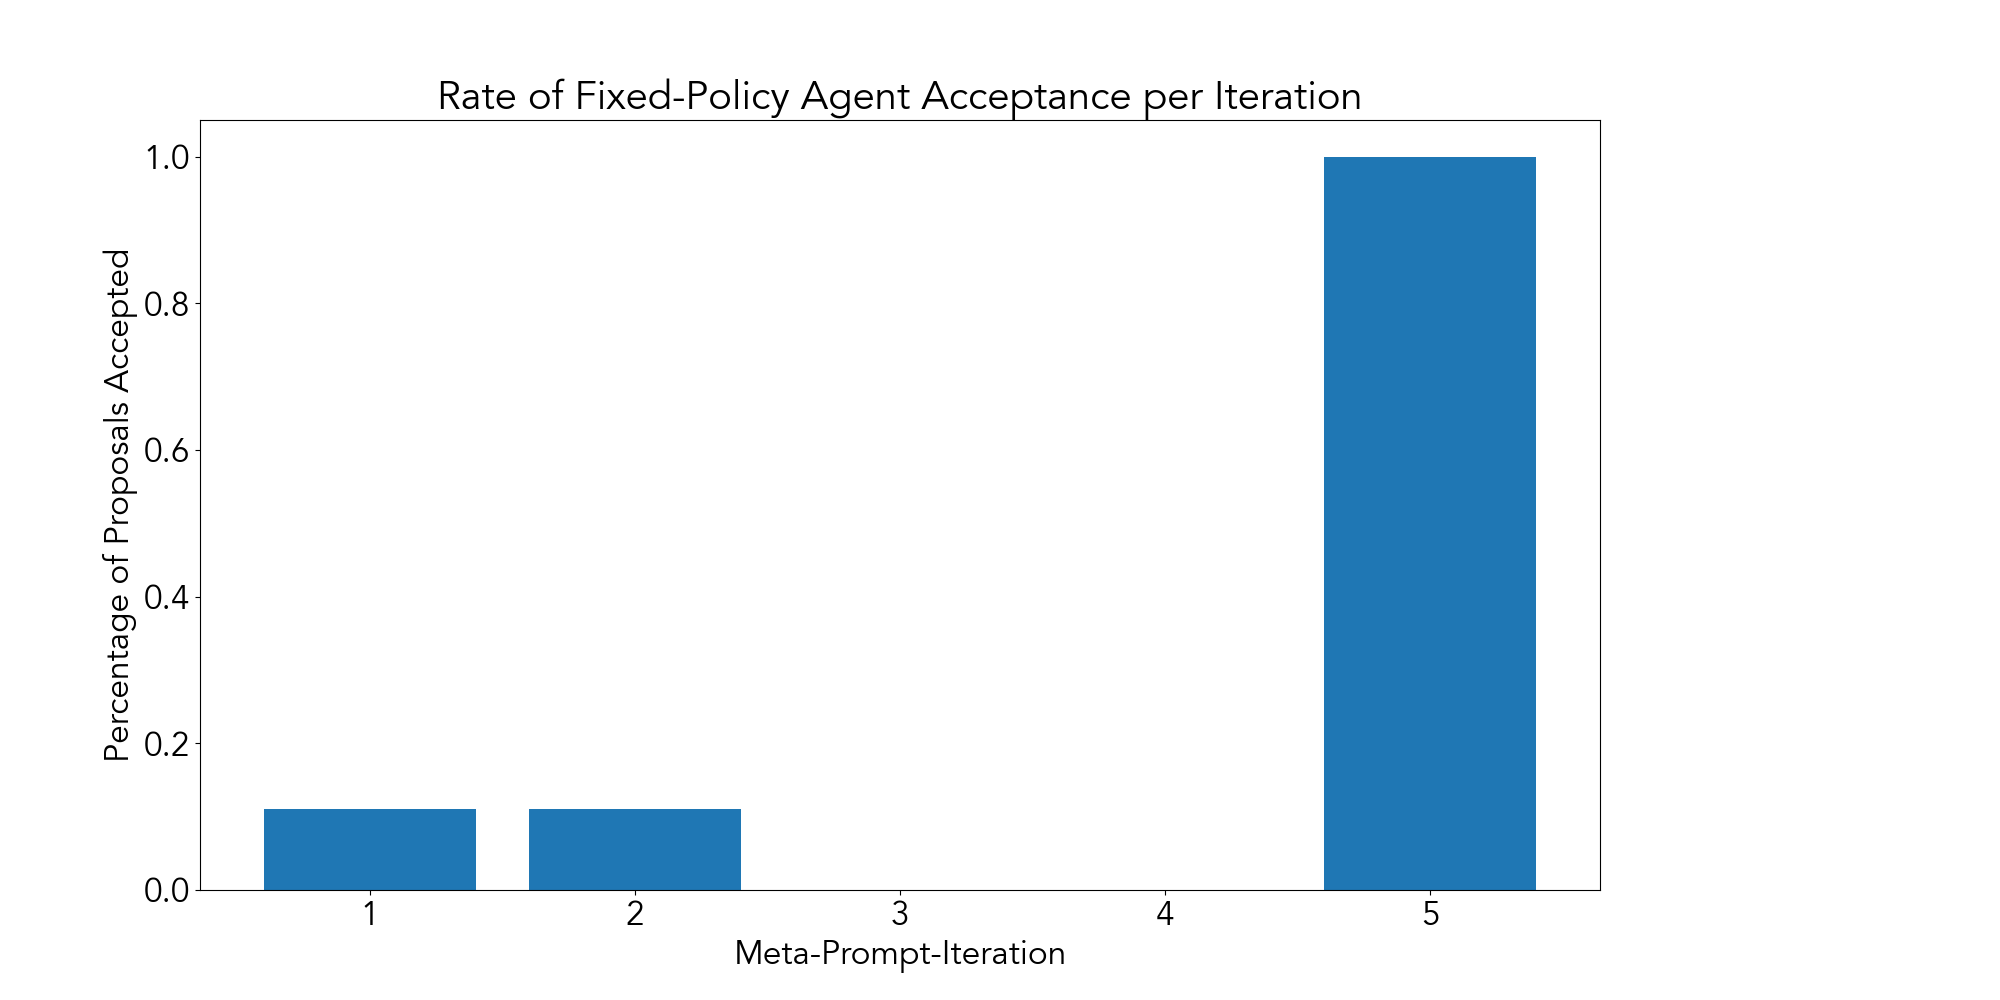 Rate of Fixed-Policy Agent Acceptance per Iteration
Percentage of Proposals Accepted
1.0
0.8
0.6
0.4
0.2
0.0
1 2 3 4 5
Meta-Prompt-Iteration